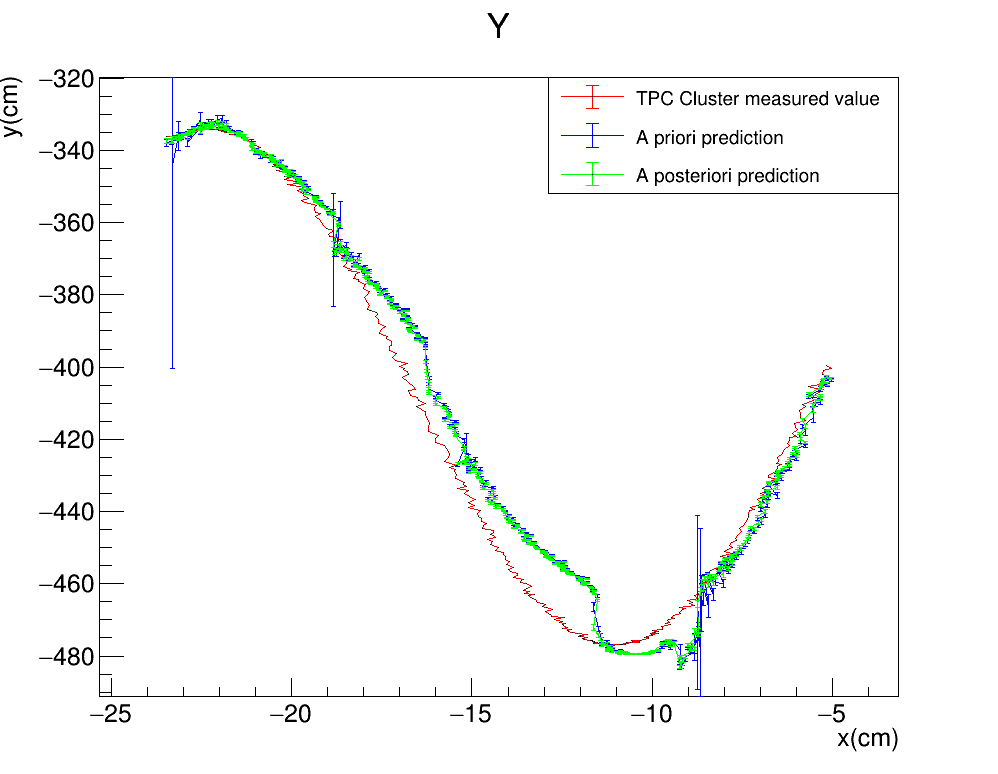 Y
y(cm)
−320
−340
−360
−380
−400
−420
−440
−460
−480
TPC Cluster measured value
A priori prediction
A posteriori prediction
−25
−20
−15
−10
−5
x(cm)